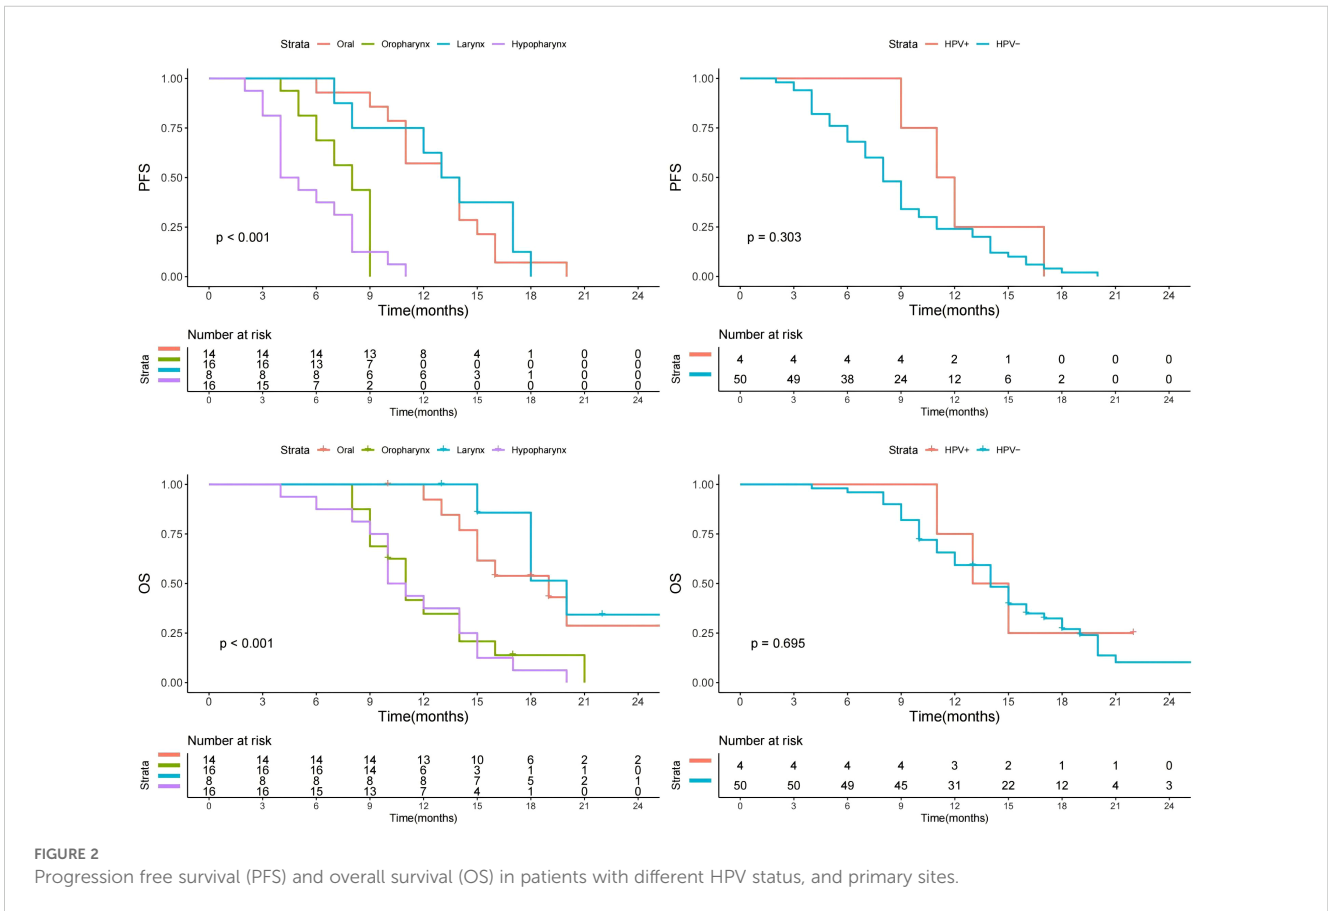 Strata Oral Oropharynx Larynx Hypopharynx
1.00
0.75
0.50
0.25
0.00
PFS
p < 0.001
0 3 6 9 12 15 18 21 24
Time(months)
Number at risk
Strata
14 14 14 13 8 4 1 0 0
16 16 13 7 0 0 0 0 0
8 8 8 6 6 3 1 0 0
16 15 7 2 0 0 0 0 0
0 3 6 9 12 15 18 21 24
Time(months)
Strata HPV+ HPV−
1.00
0.75
0.50
0.25
0.00
PFS
p = 0.303
0 3 6 9 12 15 18 21 24
Time(months)
Number at risk
Strata
4 4 4 4 2 1 0 0 0
50 49 38 24 12 6 2 0 0
0 3 6 9 12 15 18 21 24
Time(months)
Strata Oral Oropharynx Larynx Hypopharynx
1.00
0.75
0.50
0.25
0.00
OS
p < 0.001
0 3 6 9 12 15 18 21 24
Time(months)
Number at risk
Strata
14 14 14 14 13 10 6 2 2
16 16 16 14 6 3 1 1 0
8 8 8 8 8 7 5 2 1
16 16 15 13 7 4 1 0 0
0 3 6 9 12 15 18 21 24
Time(months)
Strata HPV+ HPV−
1.00
0.75
0.50
0.25
0.00
OS
p = 0.695
0 3 6 9 12 15 18 21 24
Time(months)
Number at risk
Strata
4 4 4 4 3 2 1 1 0
50 50 49 45 31 22 12 4 3
0 3 6 9 12 15 18 21 24
Time(months)
FIGURE 2
Progression free survival (PFS) and overall survival (OS) in patients with different HPV status, and primary sites.